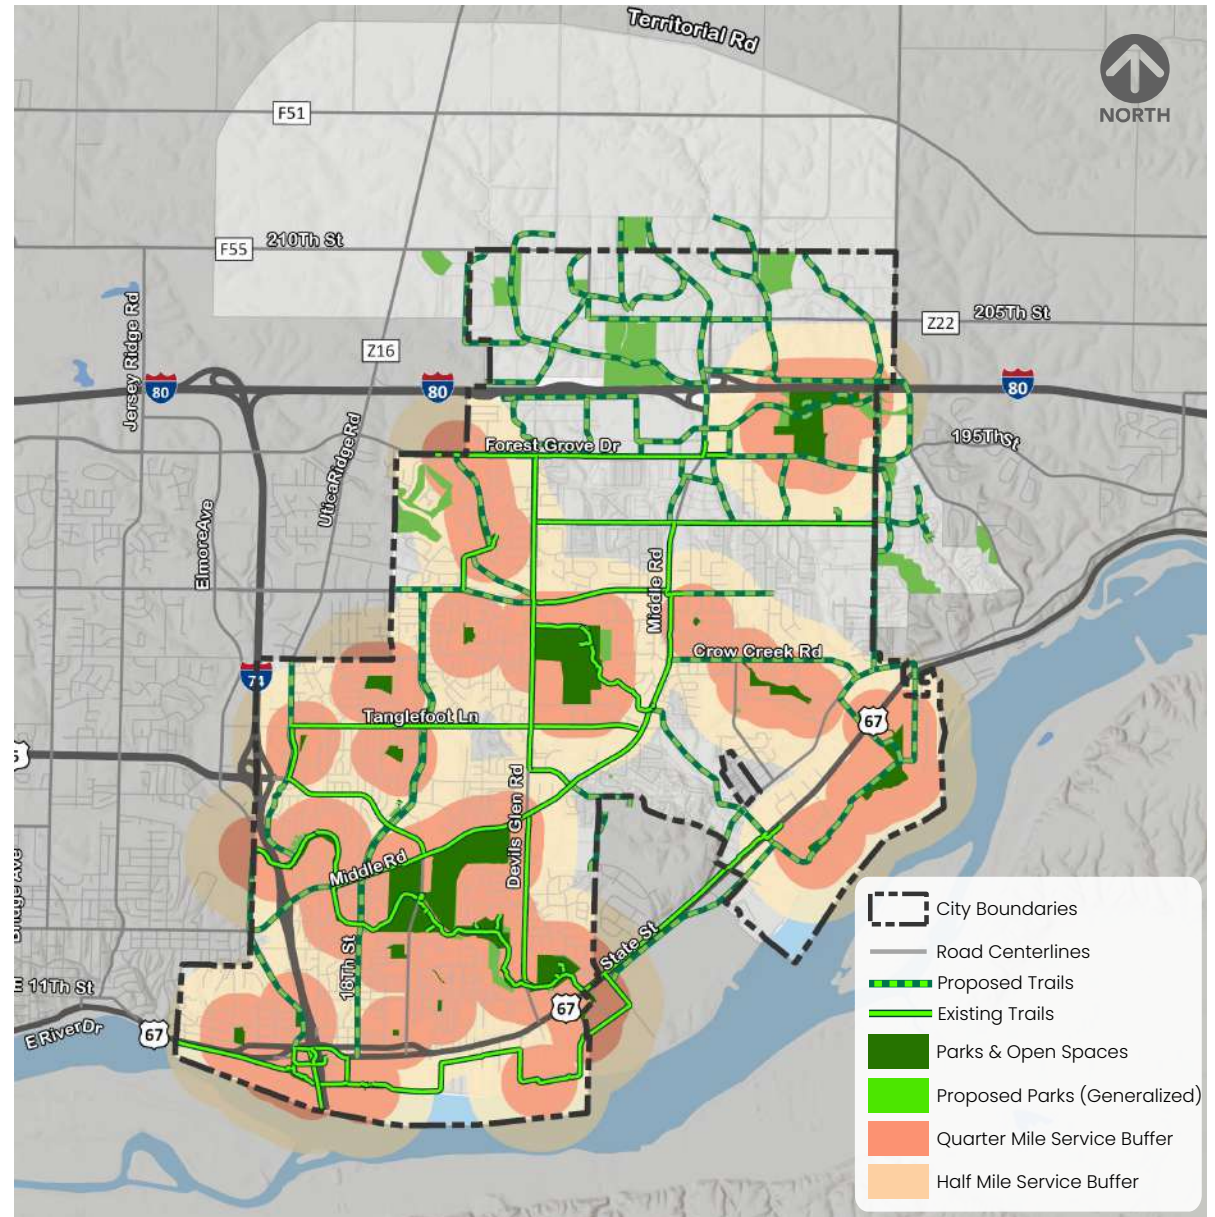 Territorial Rd
NORTH
F51
F55
210Th St
Z22
205Th St
Z16
Jersey Ridge Rd
80
80
80
Utica Ridge Rd
Forest Grove Dr
195Th St
Elmore Ave
Middle Rd
Crow Creek Rd
74
Tanglefoot Ln
67
Devils Glen Rd
Middle Rd
State St
18Th St
E 11Th St
67
E River Dr
67
City Boundaries
Road Centerlines
Proposed Trails
Existing Trails
Parks & Open Spaces
Proposed Parks (Generalized)
Quarter Mile Service Buffer
Half Mile Service Buffer